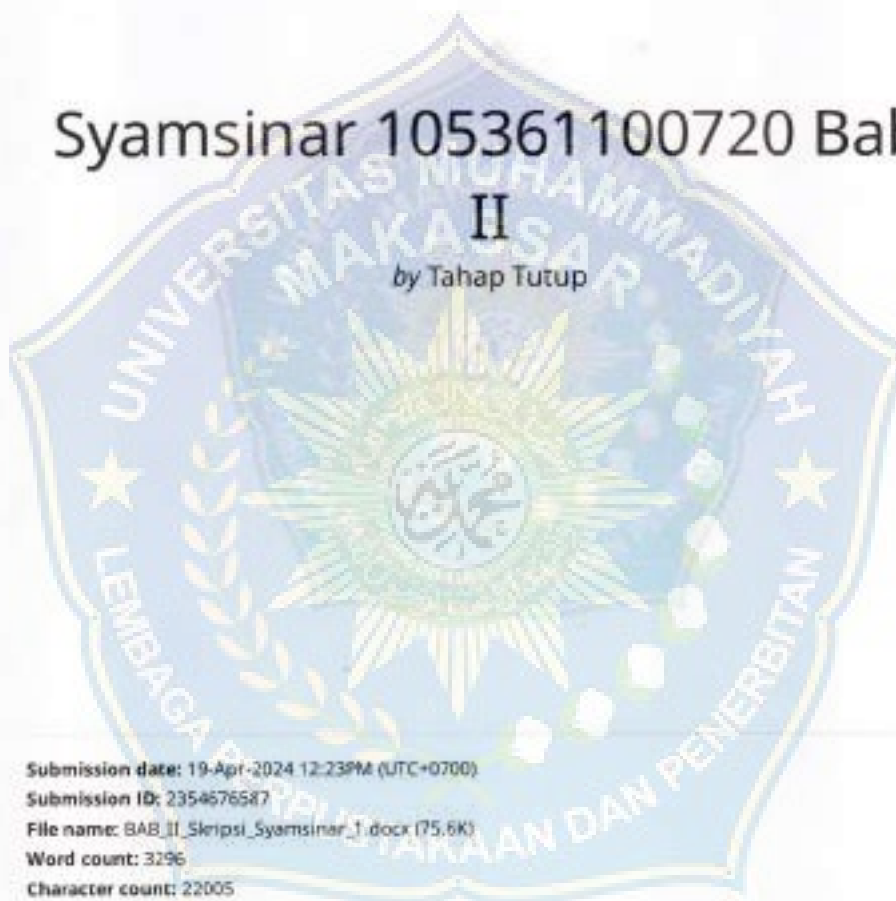 Syamsinar 105361100720 Bab
II
by Tahap Tutup
UNIVERSITAS MUHAMMADIYAH
MAKASSAR
محمد
LEMBAGA PERPUSTAKAAN DAN PENERBITAN
Submission date: 19-Apr-2024 12:23PM (UTC+0700)
Submission ID: 2354676587
File name: BAB_II_Skripsi_Syamsinar_1.docx (75.6K)
Word count: 3296
Character count: 22005